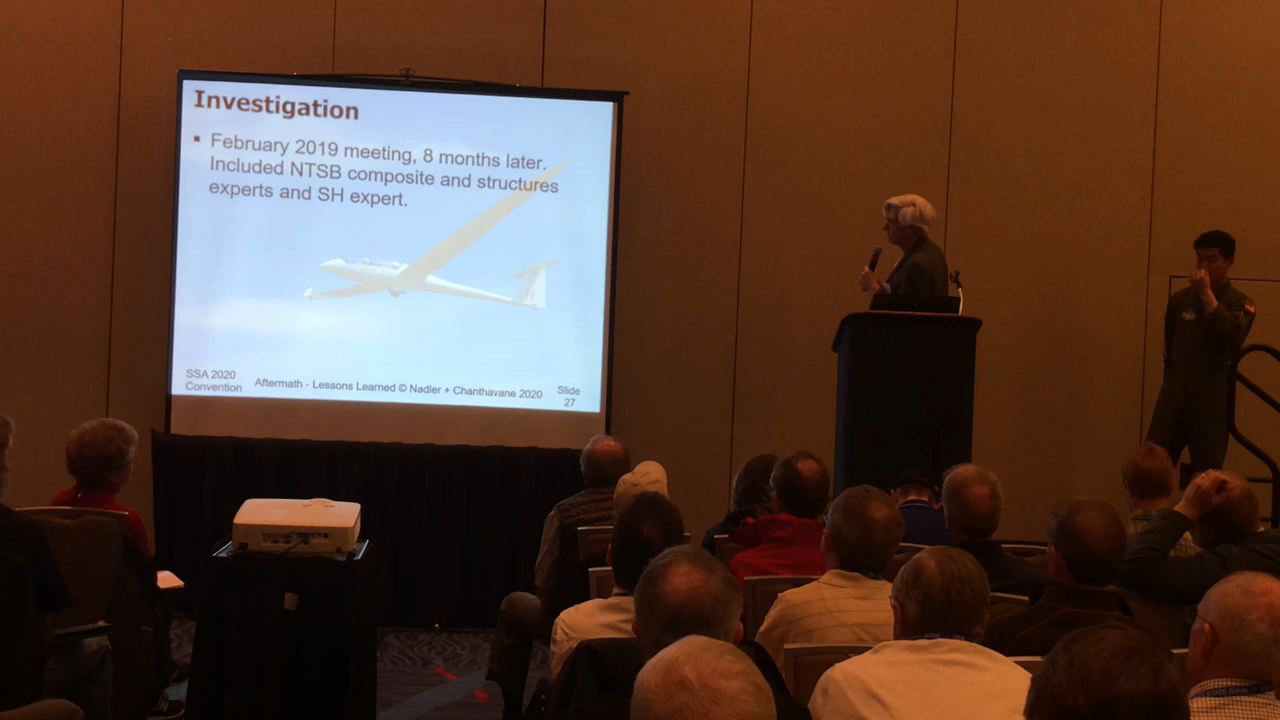 Investigation
▪ February 2019 meeting, 8 months later.
Included NTSB composite and structures
experts and SH expert.
SSA 2020
Convention
Aftermath - Lessons Learned © Nadler + Chanthavane 2020
Slide
27